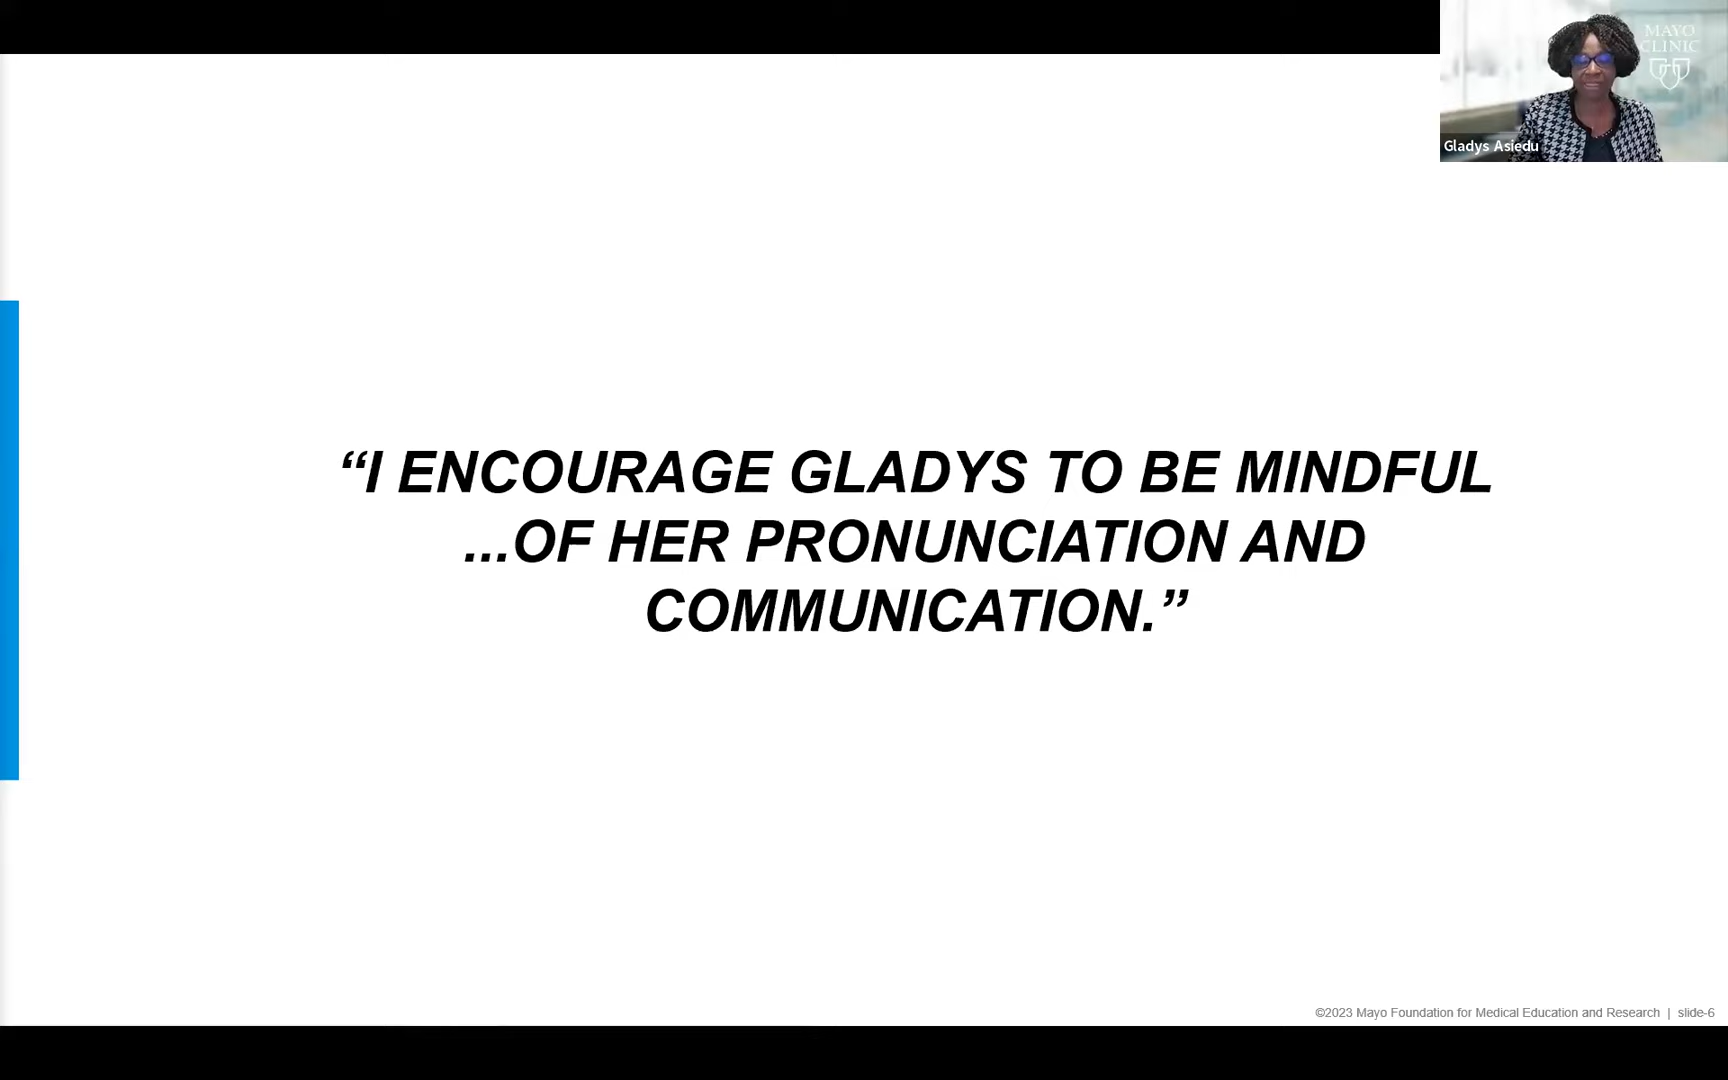 MAYO
CLINIC
Gladys Asiedu
“I ENCOURAGE GLADYS TO BE MINDFUL
...OF HER PRONUNCIATION AND
COMMUNICATION.”
©2023 Mayo Foundation for Medical Education and Research | slide-6